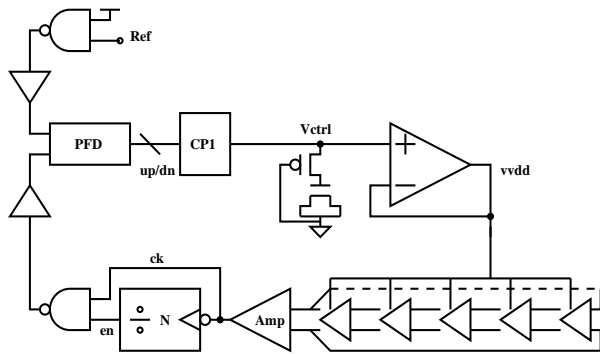 Ref
Vctrl
PFD
CP1
up/dn
vvdd
ck
N
Amp
en